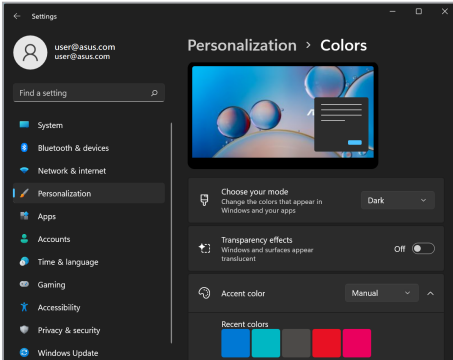 Settings
user@asus.com
user@asus.com
Find a setting
System
Bluetooth & devices
Network & internet
Personalization
Apps
Accounts
Time & language
Gaming
Accessibility
Privacy & security
Windows Update
Personalization > Colors
Choose your mode
Change the colors that appear in
Windows and your apps
Dark
Transparency effects
Windows and surfaces appear
translucent
Off
Accent color
Manual
Recent colors